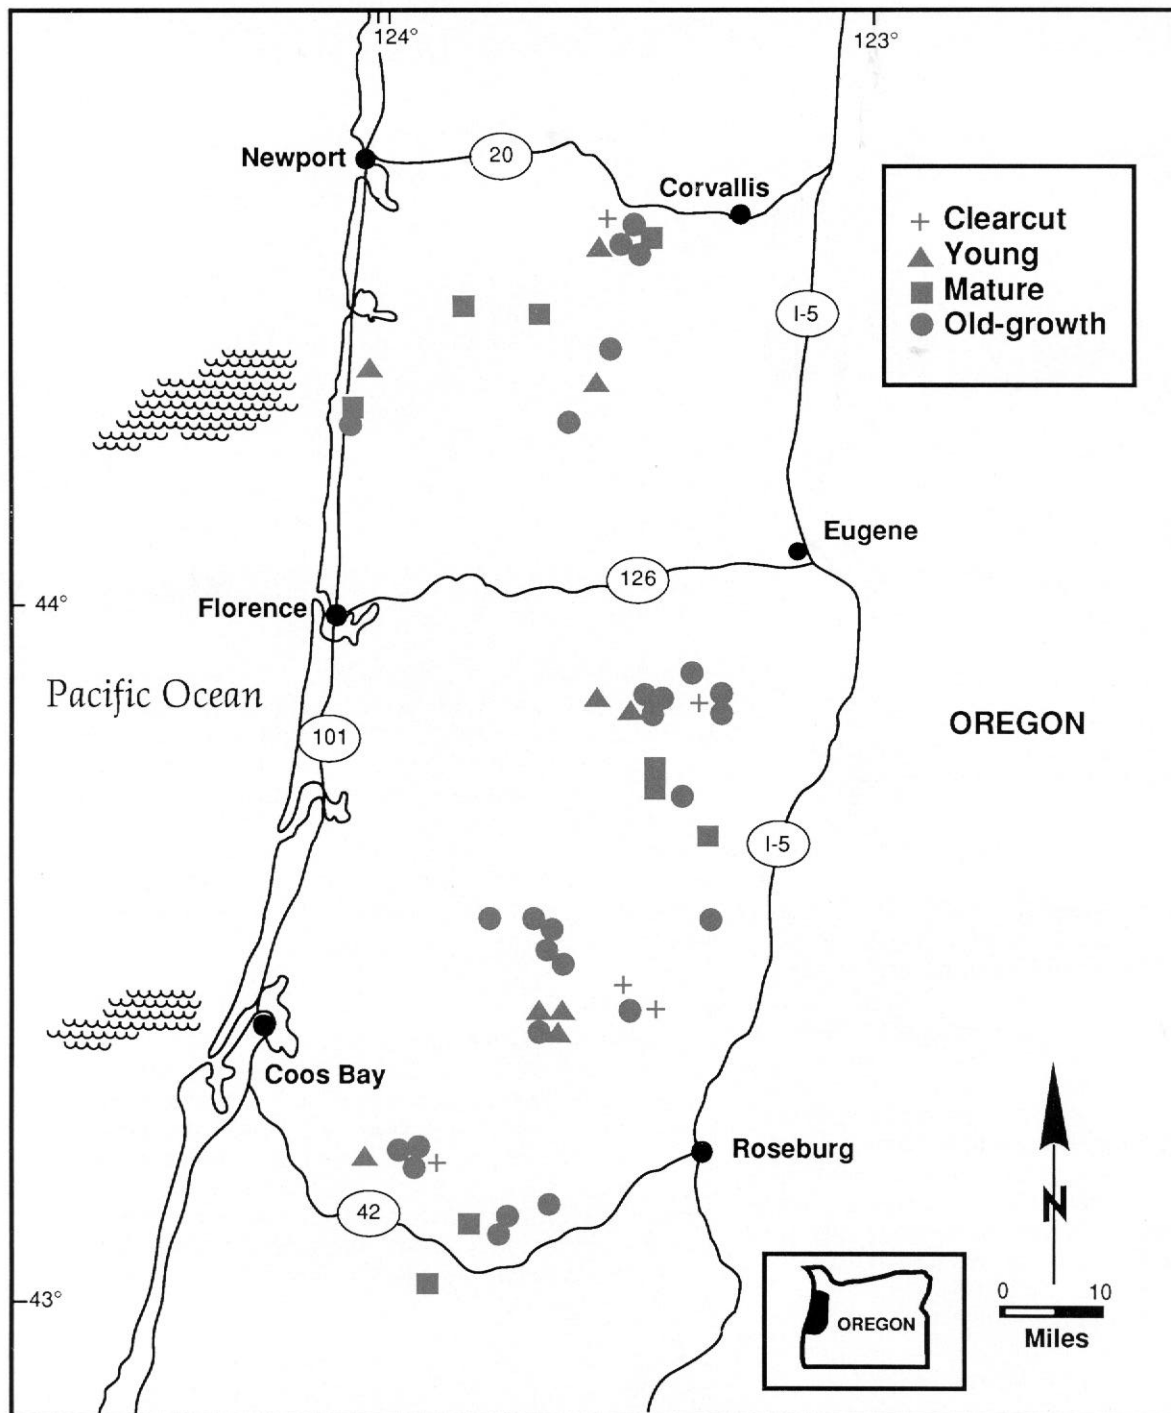 124°
123°
Newport
20
Corvallis
Clearcut
Young
Mature
Old-growth
I-5
Eugene
126
44°
Florence
Pacific Ocean
101
OREGON
I-5
Coos Bay
Roseburg
42
N
43°
0 10
Miles
OREGON